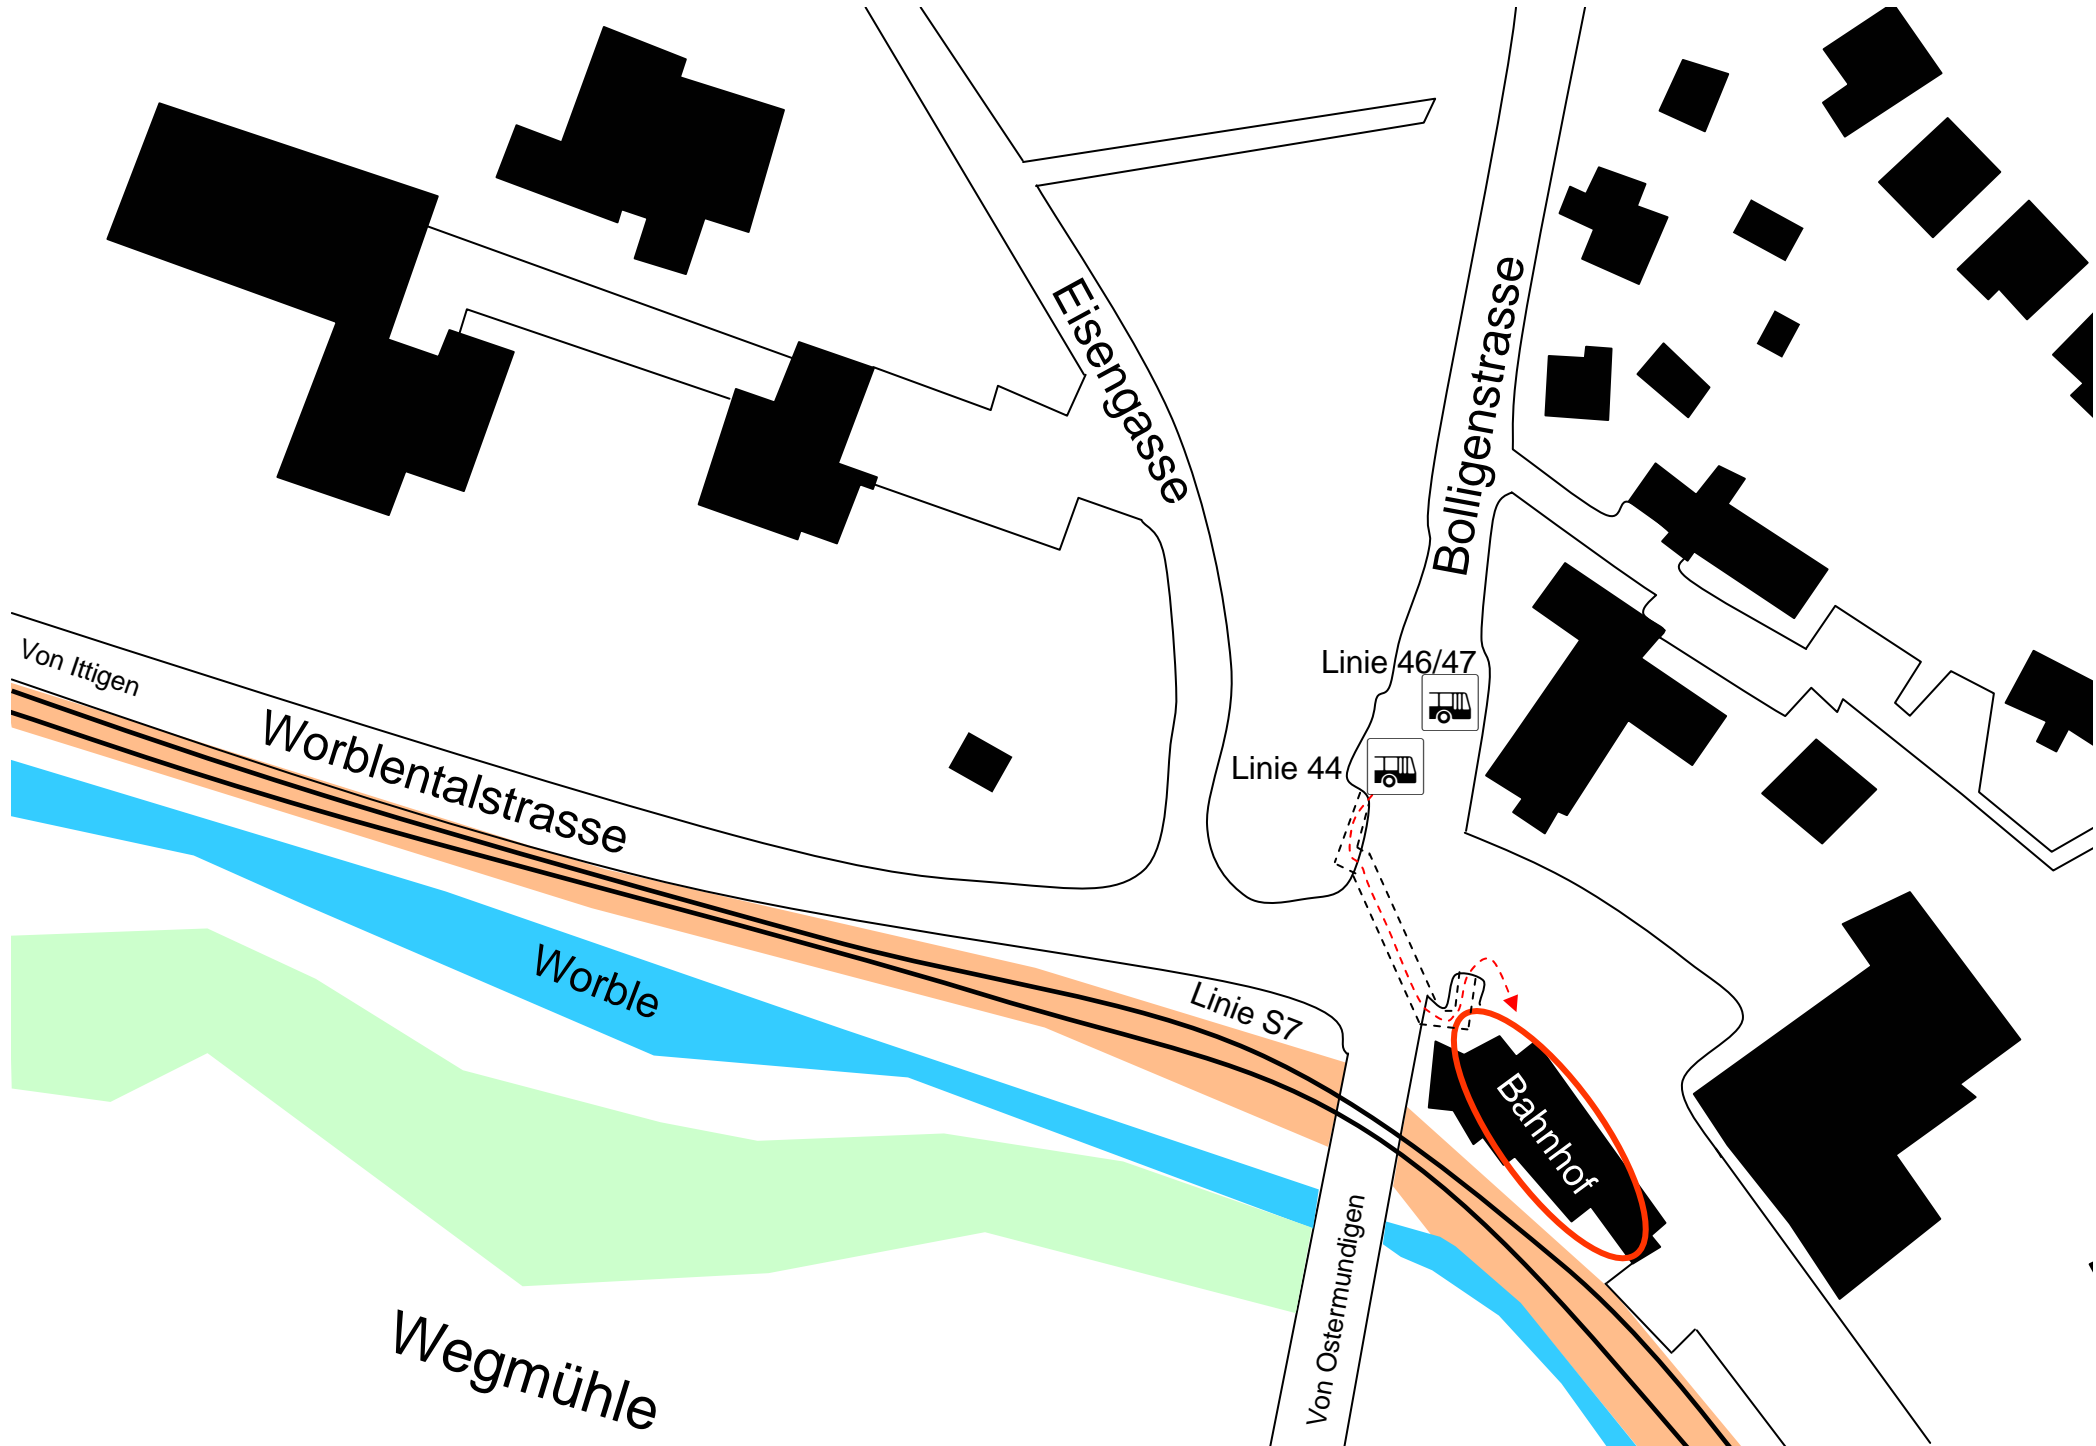 Eisengasse
Bolligenstrasse
Von Ittigen
Linie 46/47
Worblentalstrasse
Linie 44
Worble
Linie S7
Bahnhof
Von Ostermundigen
Wegmühle